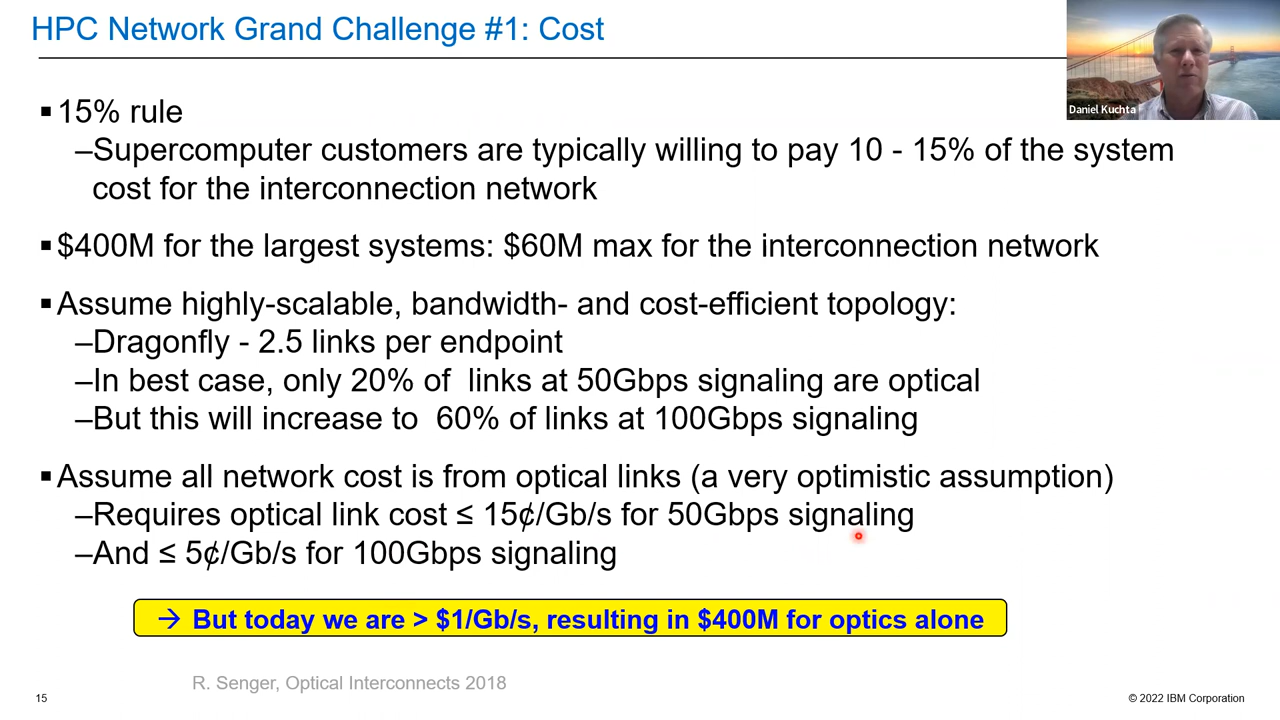 HPC Network Grand Challenge #1: Cost
Daniel Kuchta
▪15% rule
–Supercomputer customers are typically willing to pay 10 - 15% of the system
cost for the interconnection network
▪$400M for the largest systems: $60M max for the interconnection network
▪Assume highly-scalable, bandwidth- and cost-efficient topology:
–Dragonfly - 2.5 links per endpoint
–In best case, only 20% of links at 50Gbps signaling are optical
–But this will increase to 60% of links at 100Gbps signaling
▪Assume all network cost is from optical links (a very optimistic assumption)
–Requires optical link cost ≤ 15¢/Gb/s for 50Gbps signaling
–And ≤ 5¢/Gb/s for 100Gbps signaling
→ But today we are > $1/Gb/s, resulting in $400M for optics alone
R. Senger, Optical Interconnects 2018
15
© 2022 IBM Corporation